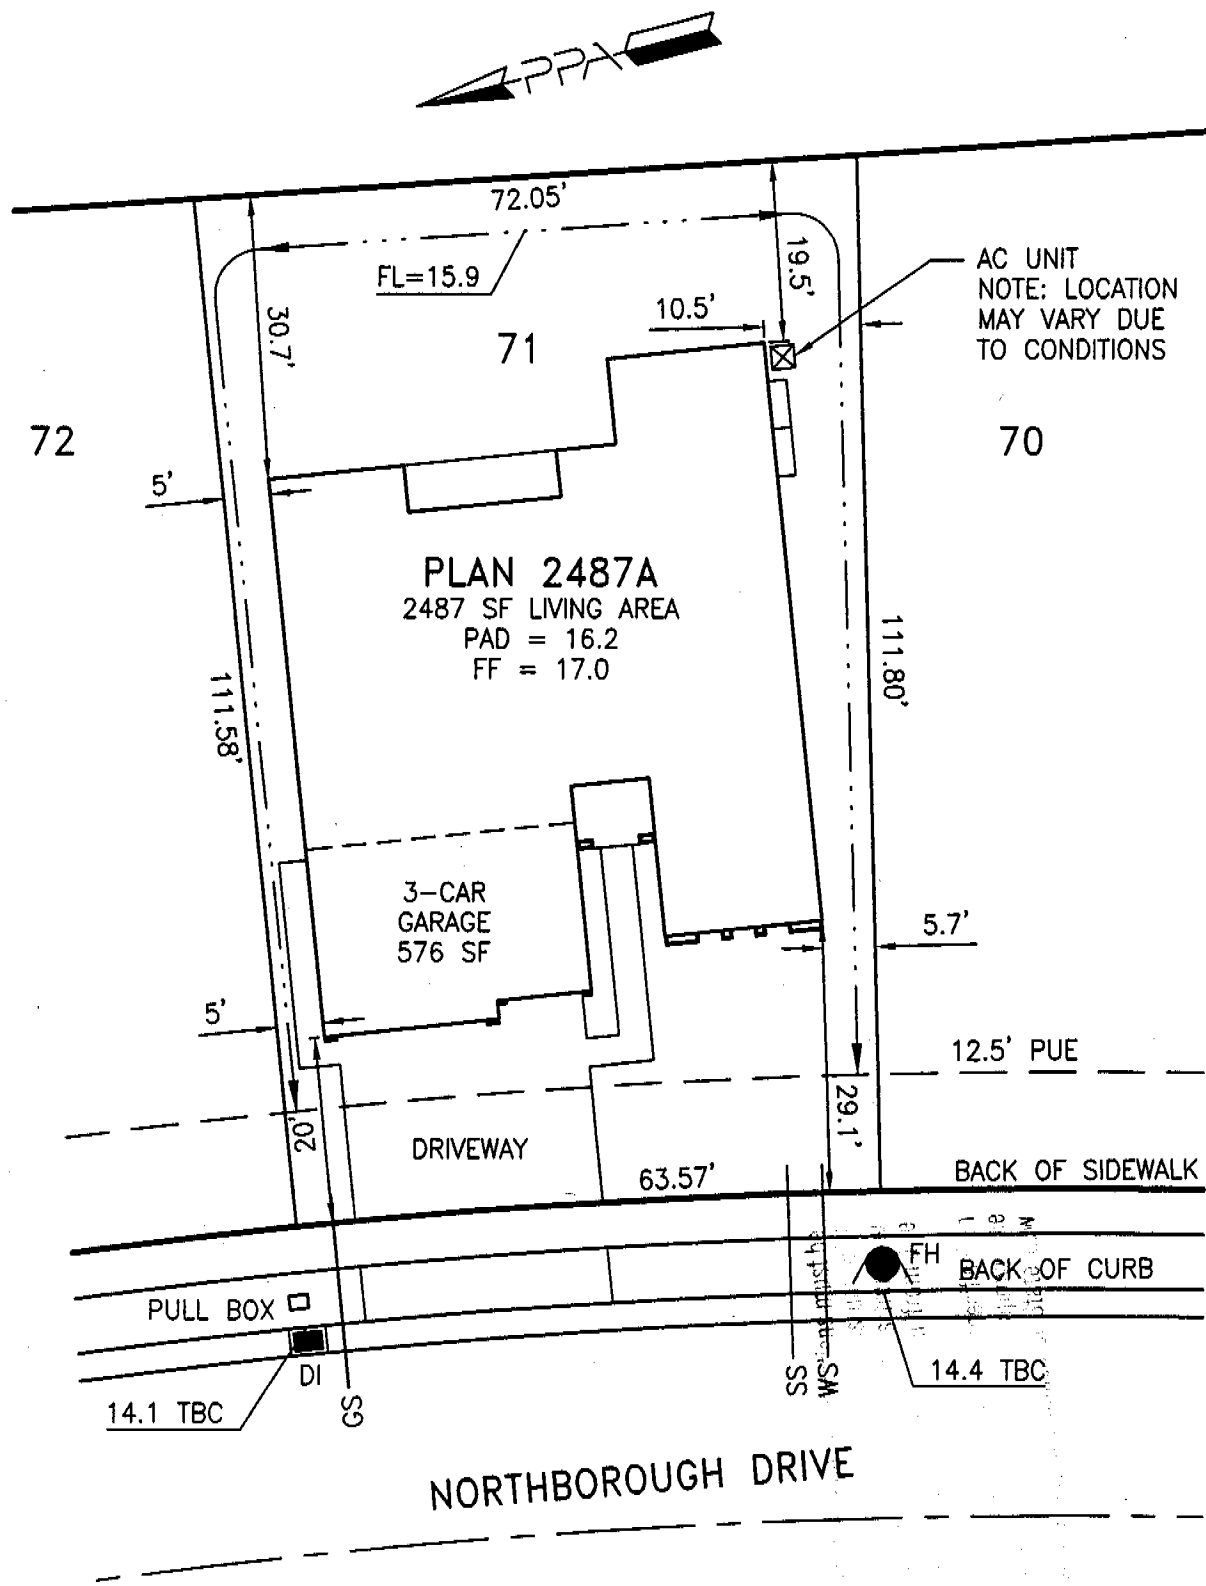 PPA
72.05'
FL=15.9
19.5'
AC UNIT
NOTE: LOCATION
MAY VARY DUE
TO CONDITIONS
10.5'
30.7'
71
72
70
5'
PLAN 2487A
2487 SF LIVING AREA
PAD = 16.2
FF = 17.0
111.58'
111.80'
3-CAR
GARAGE
576 SF
5.7'
5'
12.5' PUE
20'
29.1'
DRIVEWAY
63.57'
BACK OF SIDEWALK
FH
BACK OF CURB
PULL BOX
DI
14.1 TBC
GS
SS
SW
14.4 TBC
NORTHBOROUGH DRIVE